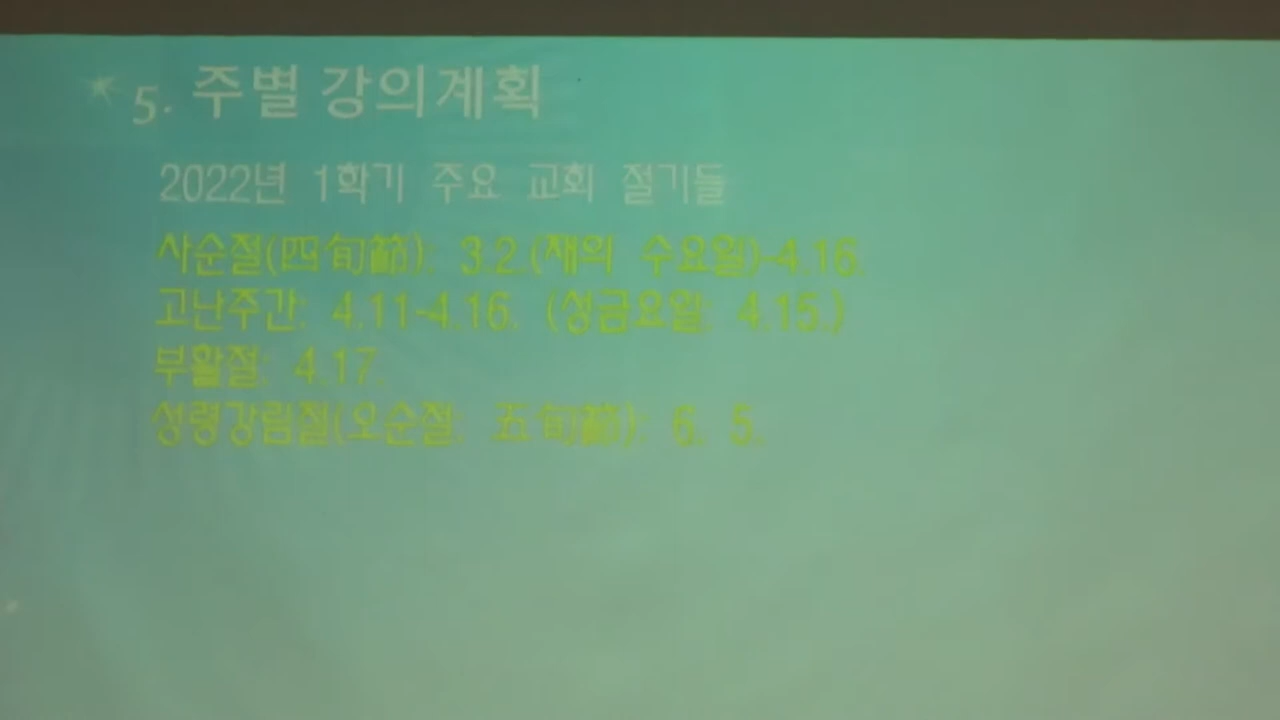 5. 주별 강의계획
2022년 1학기 주요 교회 절기들
사순절(四旬節): 3.2.(재의 수요일)-4.16.
고난주간: 4.11-4.16. (성금요일: 4.15.)
부활절: 4.17.
성령강림절(오순절: 五旬節): 6. 5.